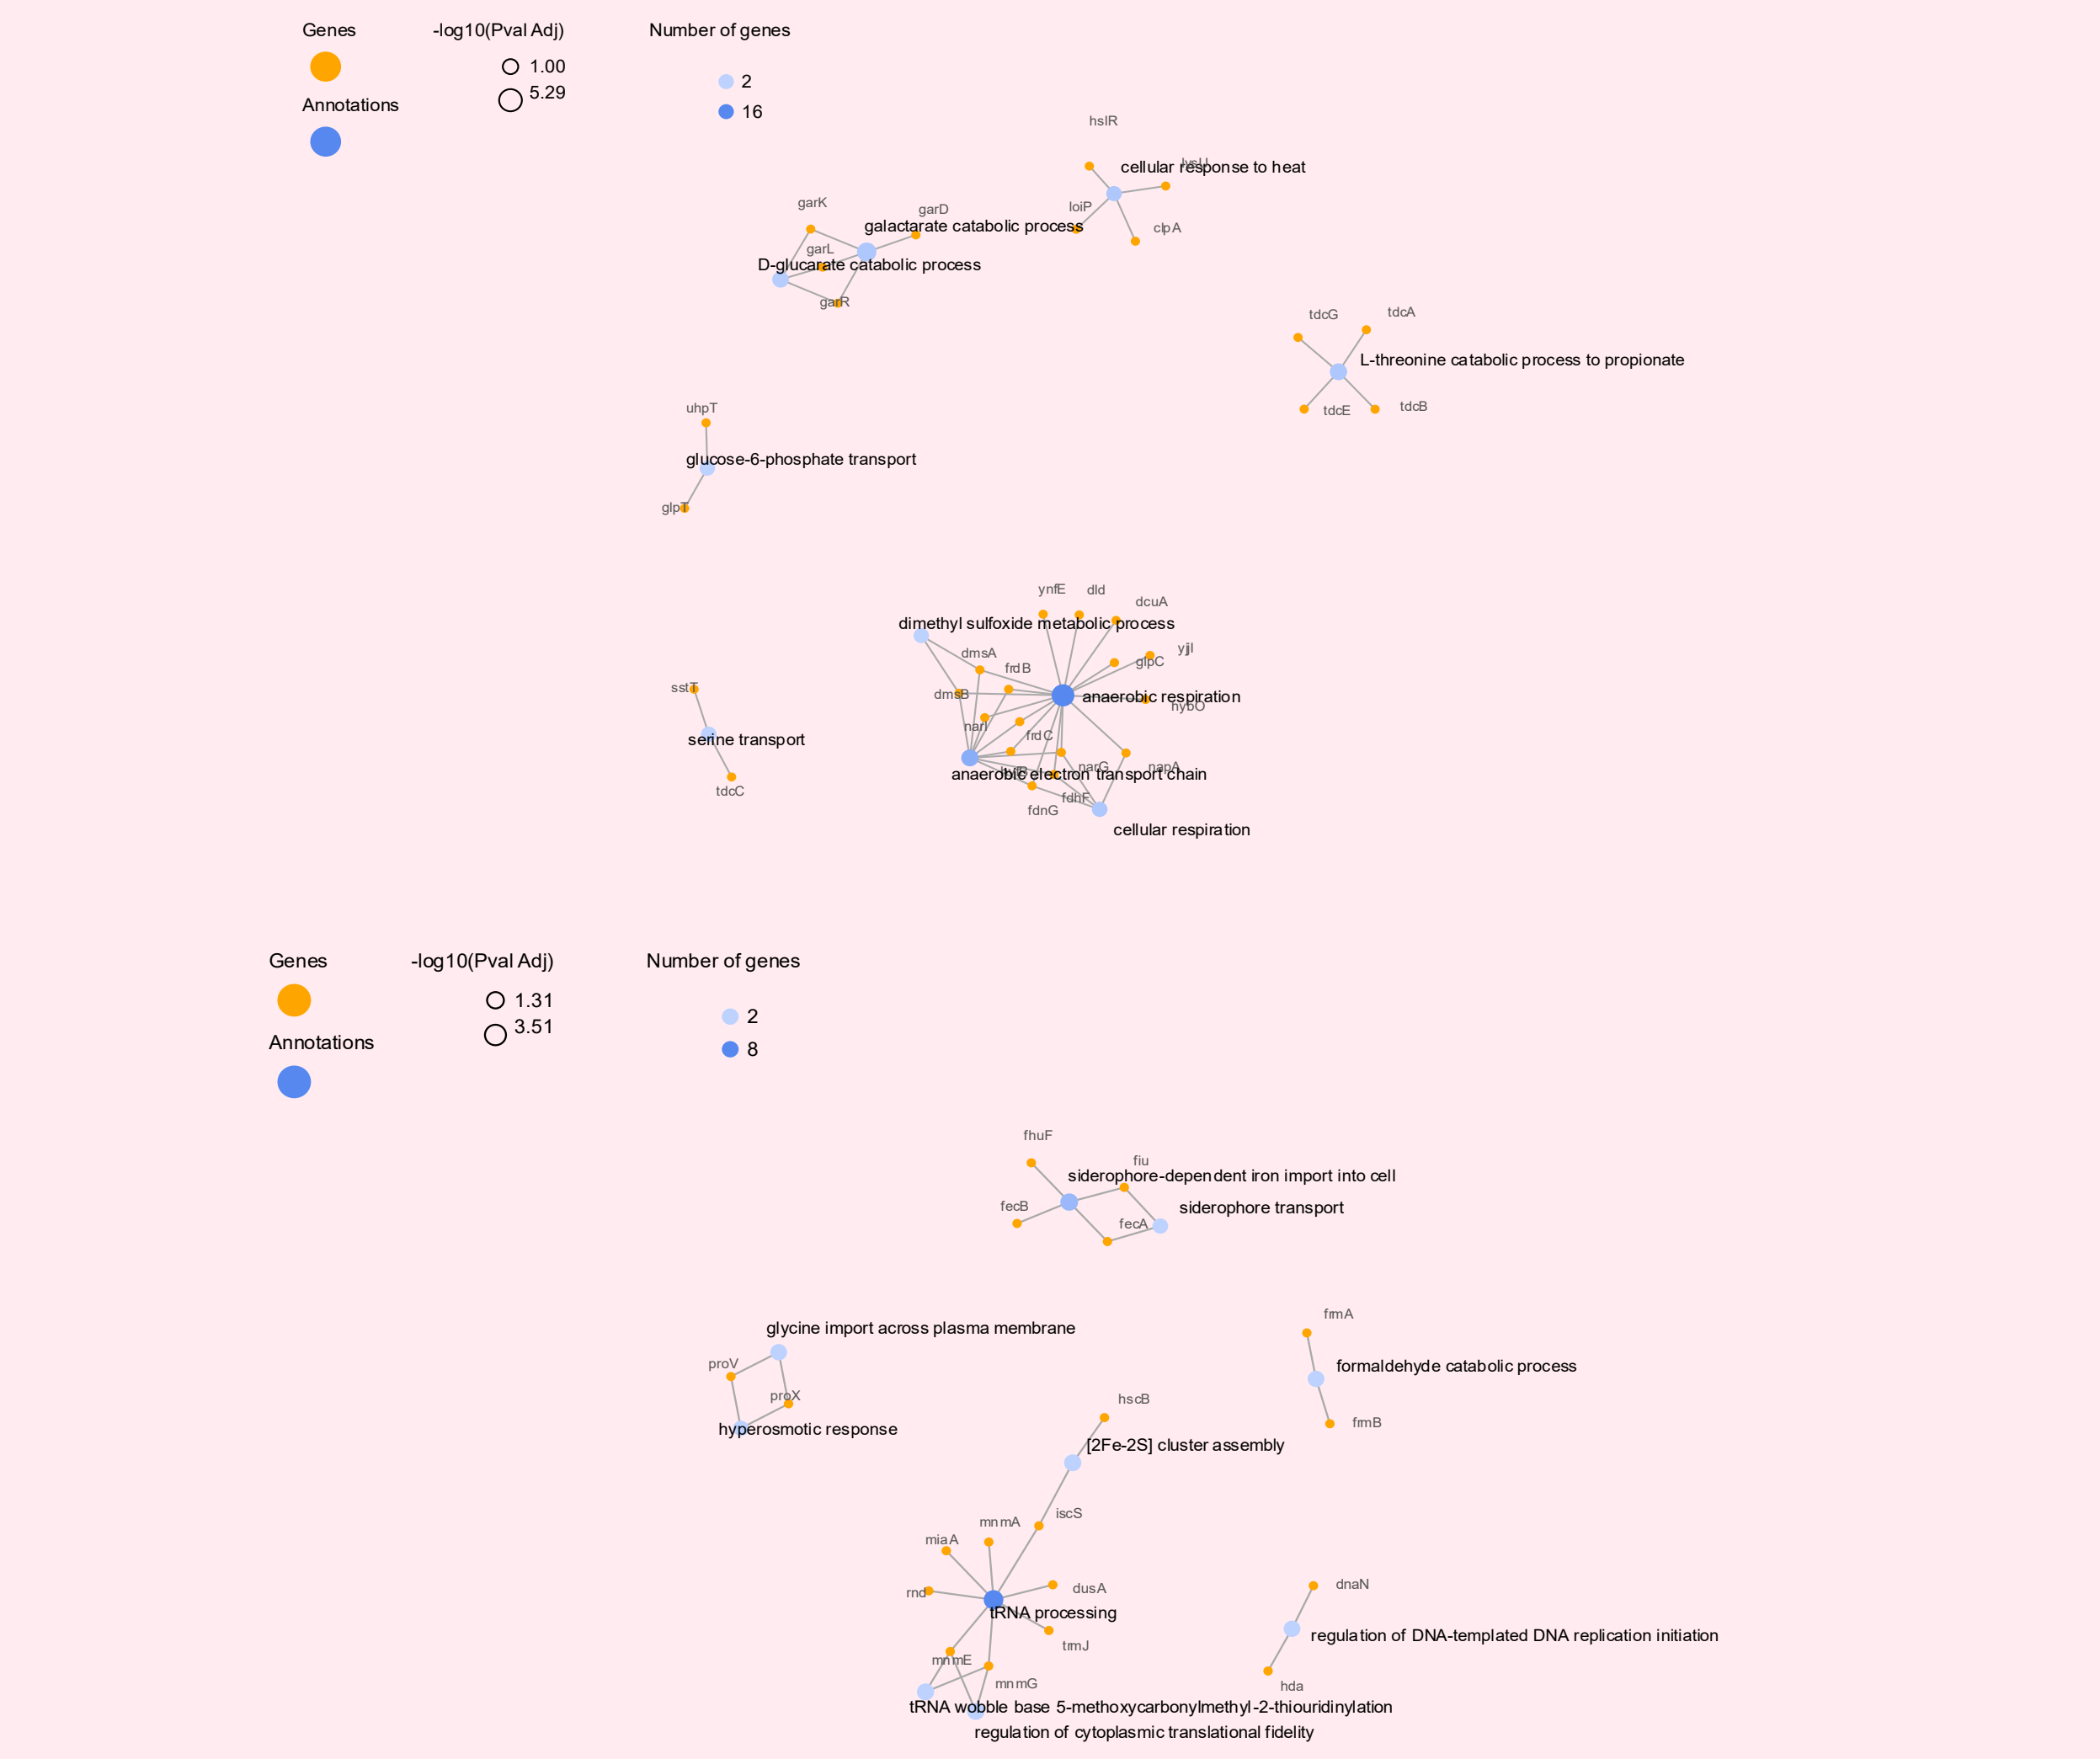 Genes -log10(Pval Adj) Number of genes
1.00
2
5.29
Annotations
16
hslR
cellular response to heat
lysU
garK
garD
loiP
galactarate catabolic process
clpA
garL
D-glucarate catabolic process
garR
tdcG
tdcA
L-threonine catabolic process to propionate
tdcE
tdcB
uhpT
glucose-6-phosphate transport
glpT
ynfE
dld
dcuA
dimethyl sulfoxide metabolic process
dmsA
frdB
yjjI
glpC
sstT
dmsB
anaerobic respiration
hybO
narI
frdC
serine transport
anaerobic electron transport chain
narG
napA
tdcC
fdhF
fdnG
cellular respiration
Genes -log10(Pval Adj) Number of genes
1.31
2
3.51
Annotations
8
fhuF
fiu
siderophore-dependent iron import into cell
fecB
siderophore transport
fecA
frmA
glycine import across plasma membrane
proV
formaldehyde catabolic process
proX
hscB
frmB
hyperosmotic response
[2Fe-2S] cluster assembly
iscS
mnmA
miaA
rnd
dusA
dnaN
tRNA processing
trmJ
regulation of DNA-templated DNA replication initiation
mnmE
mnmG
hda
tRNA wobble base 5-methoxycarbonylmethyl-2-thiouridinylation
regulation of cytoplasmic translational fidelity